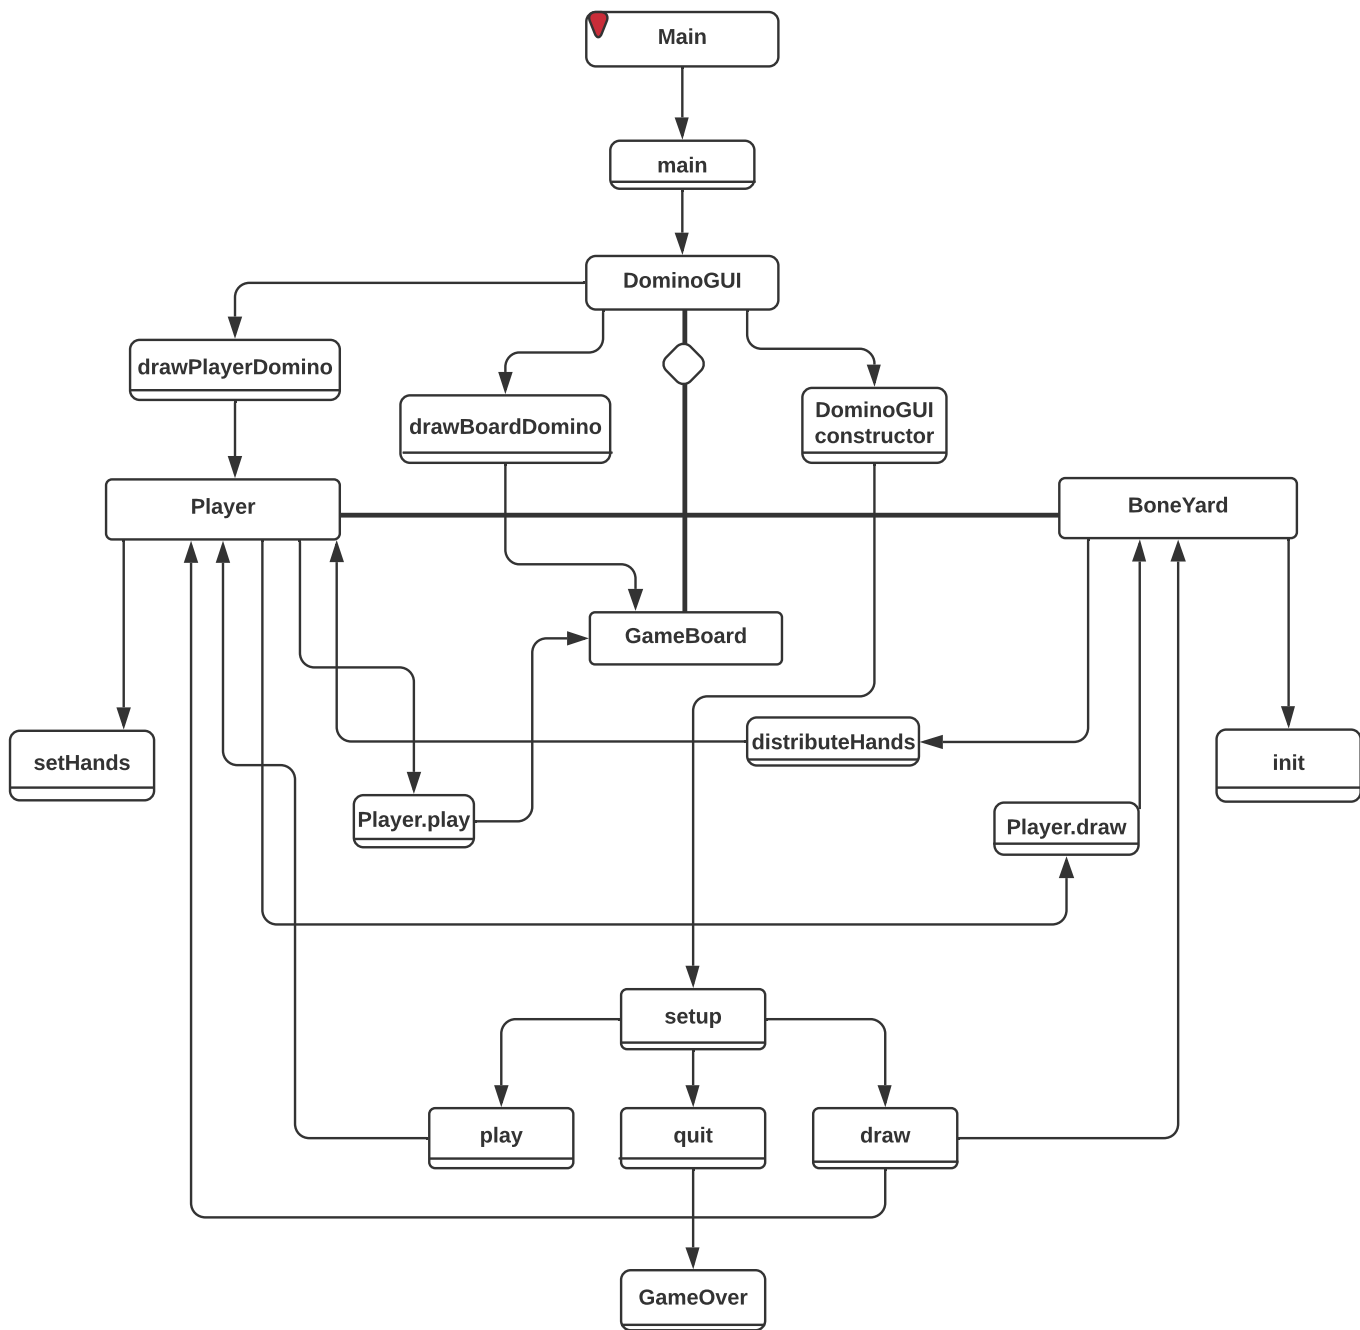 Main
main
DominoGUI
drawPlayerDomino
drawBoardDomino
DominoGUI
constructor
Player
BoneYard
GameBoard
setHands
distributeHands
init
Player.play
Player.draw
setup
play
quit
draw
GameOver